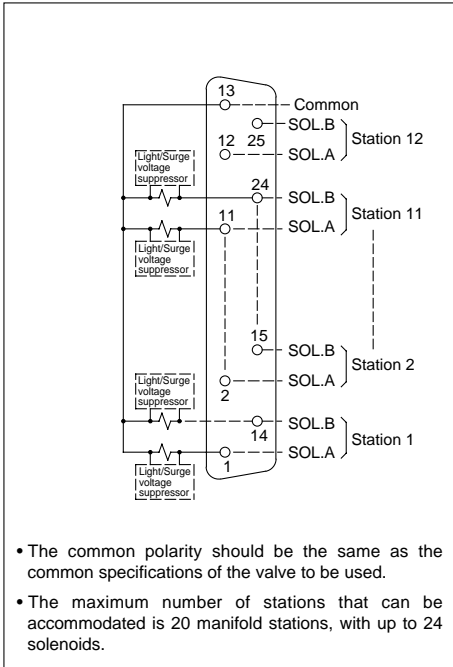 13
Common
SOL.B
25
Station 12
12
SOL.A
Light/Surge
voltage
suppressor
24
SOL.B
Station 11
11
SOL.A
Light/Surge
voltage
suppressor
15
SOL.B
Station 2
2
SOL.A
Light/Surge
voltage
suppressor
14
SOL.B
Station 1
1
SOL.A
Light/Surge
voltage
suppressor
• The common polarity should be the same as the
common specifications of the valve to be used.
• The maximum number of stations that can be
accommodated is 20 manifold stations, with up to 24
solenoids.